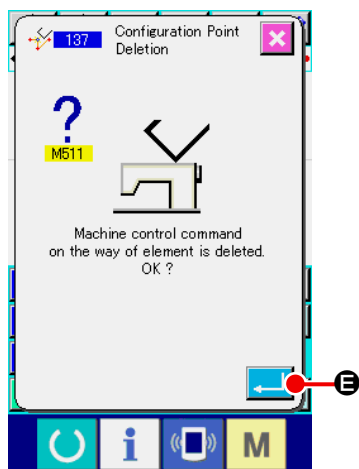 137 Configuration Point
Deletion
?
M511
Machine control command
on the way of element is deleted.
OK ?
E
i M